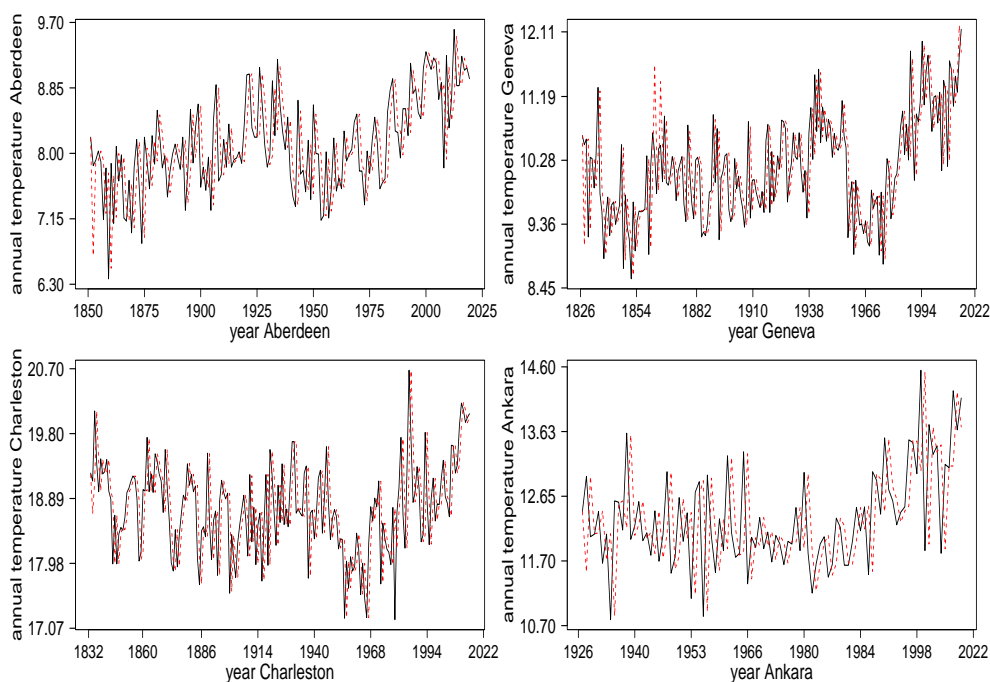 annual temperature Aberdeen
9.70
8.85
8.00
7.15
6.30
1850 1875 1900 1925 1950 1975 2000 2025
year Aberdeen
annual temperature Geneva
12.11
11.19
10.28
9.36
8.45
1826 1854 1882 1910 1938 1966 1994 2022
year Geneva
annual temperature Charleston
20.70
19.80
18.89
17.98
17.07
1832 1860 1886 1914 1940 1968 1994 2022
year Charleston
annual temperature Ankara
14.60
13.63
12.65
11.70
10.70
1926 1940 1953 1966 1980 1984 1998 2022
year Ankara